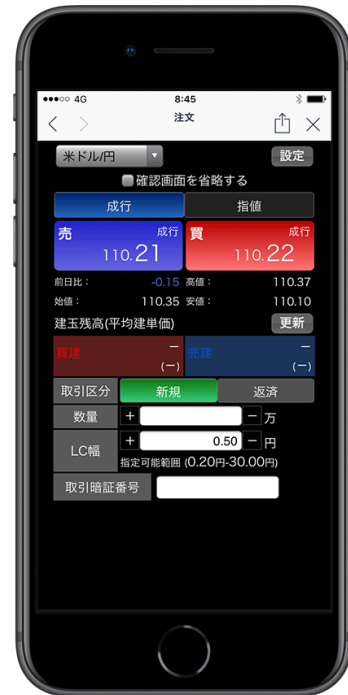 4G 8:45
注文
米ドル/円 設定
確認画面を省略する
成行 指値
売 成行 買 成行
110.21 110.22
前日比： -0.15 高値： 110.37
始値： 110.35 安値： 110.10
建玉残高(平均建単価) 更新
買建 － 売建 －
(－) (－)
取引区分 新規 返済
数量 + － 万
LC幅 + 0.50 － 円
指定可能範囲 (0.20円-30.00円)
取引暗証番号